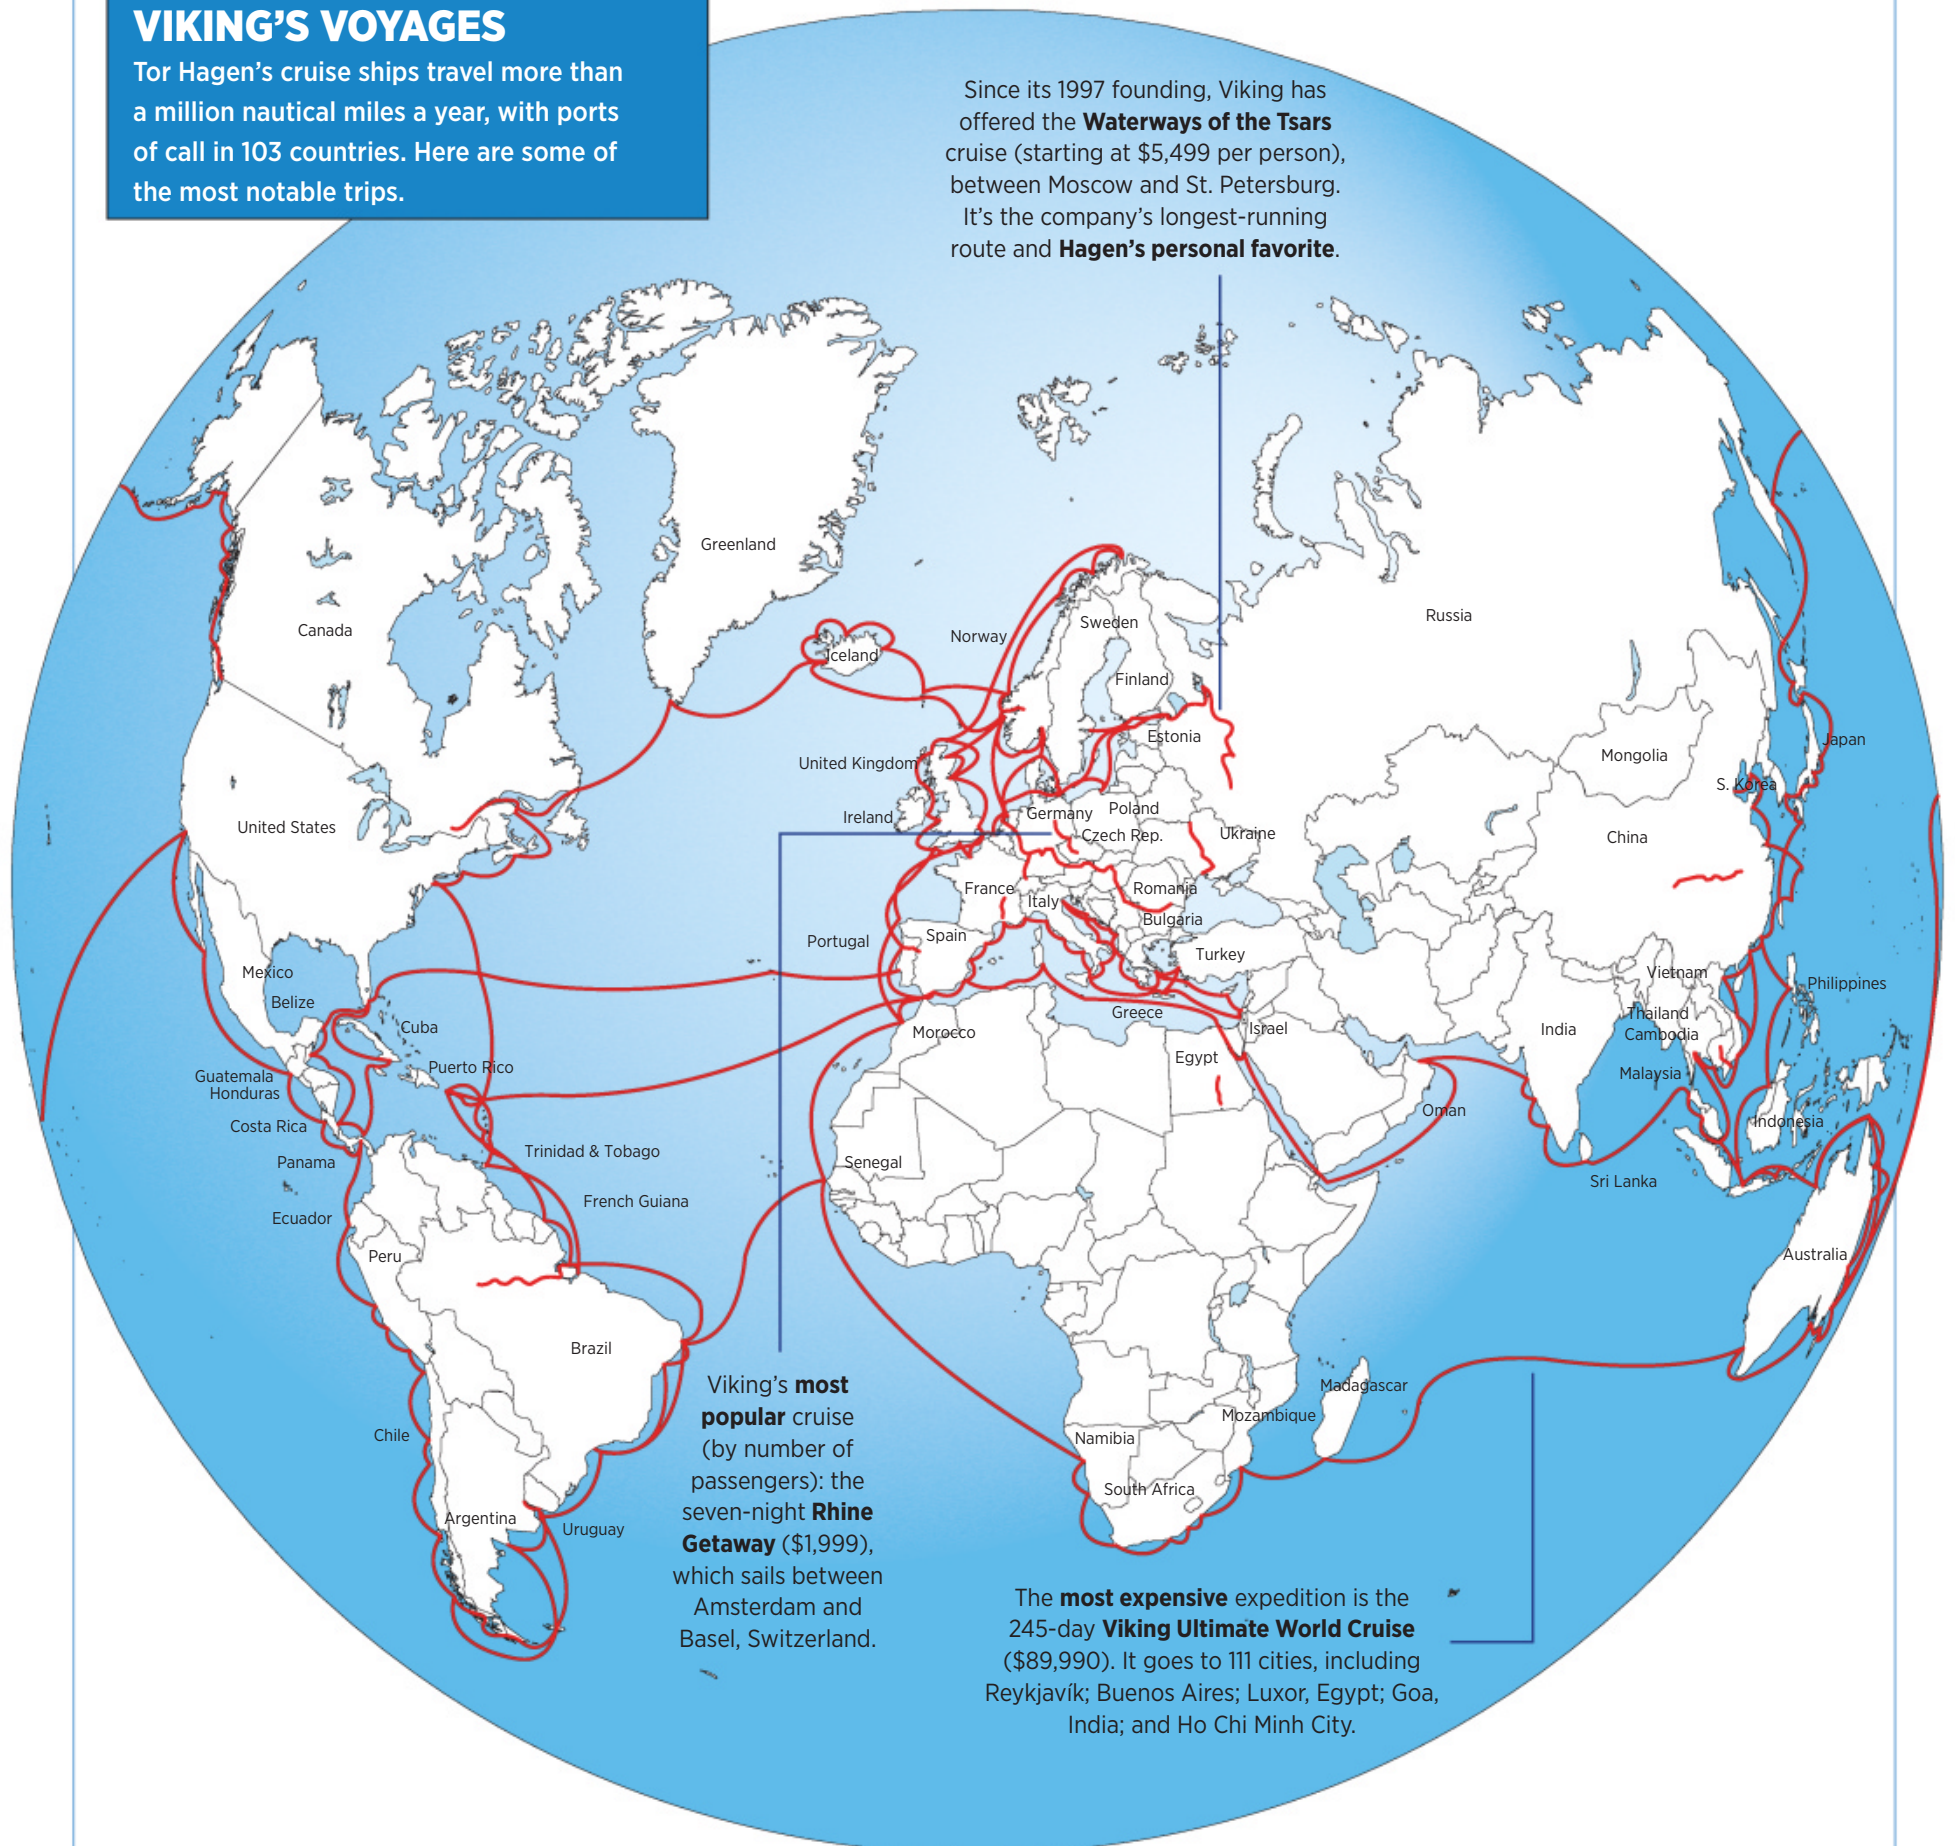 VIKING'S VOYAGES
Tor Hagen's cruise ships travel more than
a million nautical miles a year, with ports
of call in 103 countries. Here are some of
the most notable trips.
Since its 1997 founding, Viking has
offered the Waterways of the Tsars
cruise (starting at $5,499 per person),
between Moscow and St. Petersburg.
It's the company's longest-running
route and Hagen's personal favorite.
Greenland
Canada
Iceland
Norway
Sweden
Russia
Finland
Estonia
United Kingdom
Mongolia
Japan
S. Korea
Ireland
Germany
Poland
Czech Rep.
Ukraine
United States
China
France
Italy
Romania
Bulgaria
Portugal
Spain
Turkey
Mexico
Belize
Cuba
Puerto Rico
Guatemala
Honduras
Costa Rica
Panama
Morocco
Greece
Israel
Egypt
India
Vietnam
Thailand
Cambodia
Philippines
Malaysia
Oman
Indonesia
Sri Lanka
Trinidad & Tobago
French Guiana
Senegal
Ecuador
Peru
Brazil
Australia
Chile
Argentina
Uruguay
Madagascar
Mozambique
Namibia
South Africa
Viking's most
popular cruise
(by number of
passengers): the
seven-night Rhine
Getaway ($1,999),
which sails between
Amsterdam and
Basel, Switzerland.
The most expensive expedition is the
245-day Viking Ultimate World Cruise
($89,990). It goes to 111 cities, including
Reykjavík; Buenos Aires; Luxor, Egypt; Goa,
India; and Ho Chi Minh City.